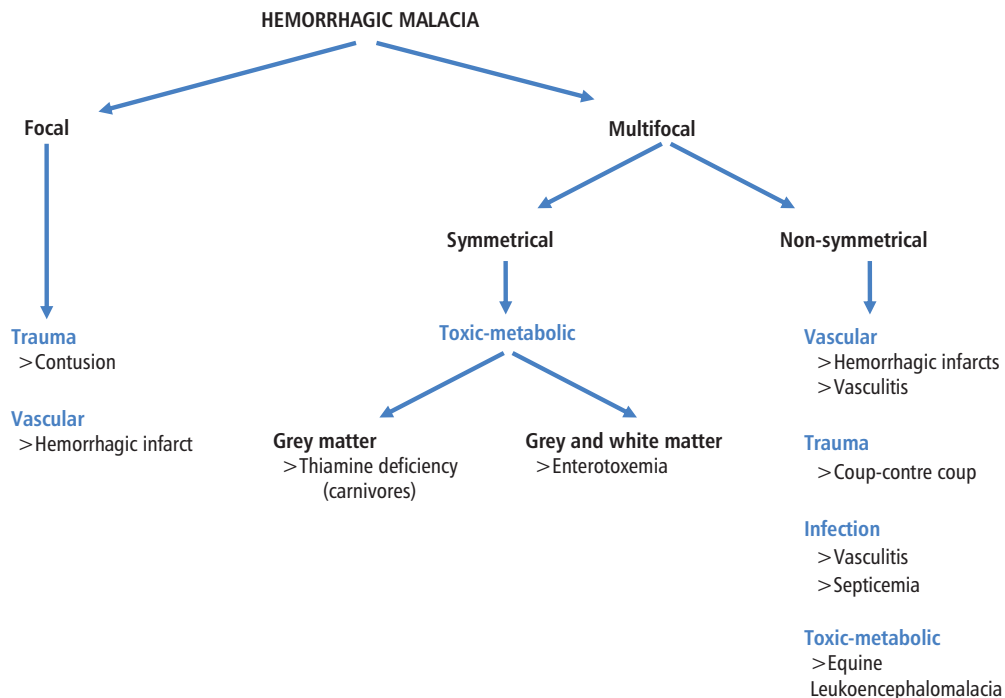 HEMORRHAGIC MALACIA
Focal
Multifocal
Symmetrical
Non-symmetrical
Trauma
>Contusion
Vascular
>Hemorrhagic infarct
Toxic-metabolic
Grey matter
>Thiamine deficiency
(carnivores)
Grey and white matter
>Enterotoxemia
Vascular
>Hemorrhagic infarcts
>Vasculitis
Trauma
>Coup-contre coup
Infection
>Vasculitis
>Septicemia
Toxic-metabolic
>Equine
Leukoencephalomalacia